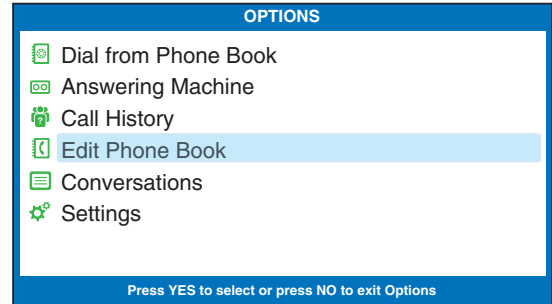 OPTIONS
Dial from Phone Book
Answering Machine
Call History
Edit Phone Book
Conversations
Settings
Press YES to select or press NO to exit Options